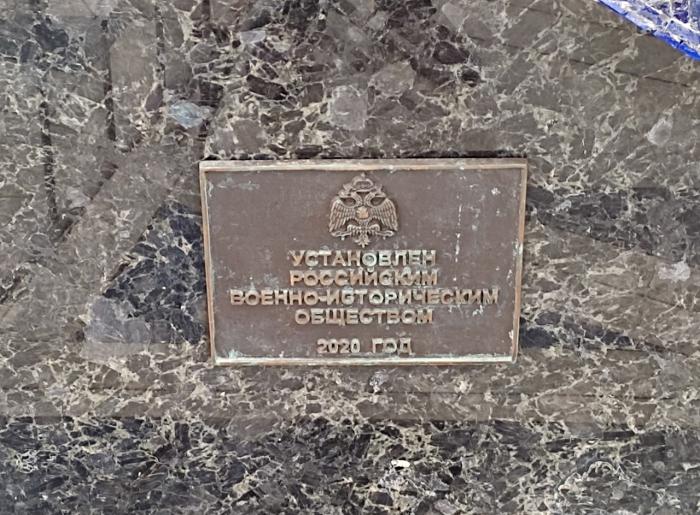 УСТАНОВЛЕН
РОССИЙСКИМ
ВОЕННО-ИСТОРИЧЕСКИМ
ОБЩЕСТВОМ
2020 ГОД